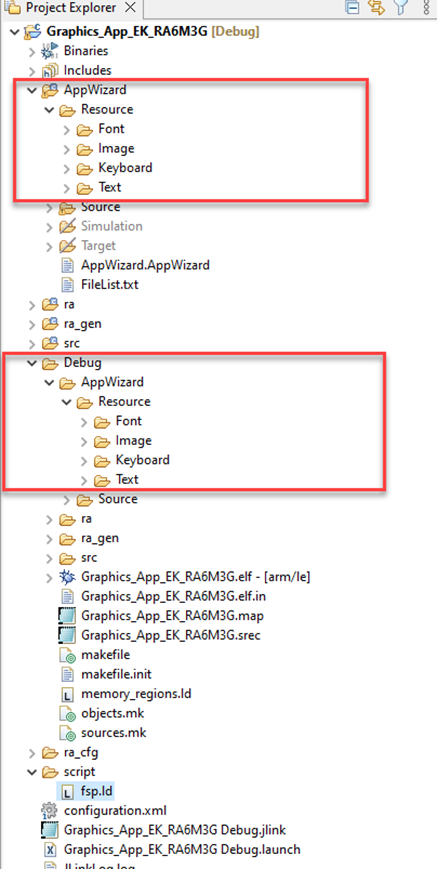 Project Explorer
Graphics_App_EK_RA6M3G [Debug]
Binaries
Includes
AppWizard
Resource
Font
Image
Keyboard
Text
Source
Simulation
Target
AppWizard.AppWizard
FileList.txt
ra
ra_gen
src
Debug
AppWizard
Resource
Font
Image
Keyboard
Text
Source
ra
ra_gen
src
Graphics_App_EK_RA6M3G.elf - [arm/le]
Graphics_App_EK_RA6M3G.elf.in
Graphics_App_EK_RA6M3G.map
Graphics_App_EK_RA6M3G.srec
makefile
makefile.init
memory_regions.ld
objects.mk
sources.mk
ra_cfg
script
fsp.ld
configuration.xml
Graphics_App_EK_RA6M3G Debug.jlink
Graphics_App_EK_RA6M3G Debug.launch
JLinkLog.log